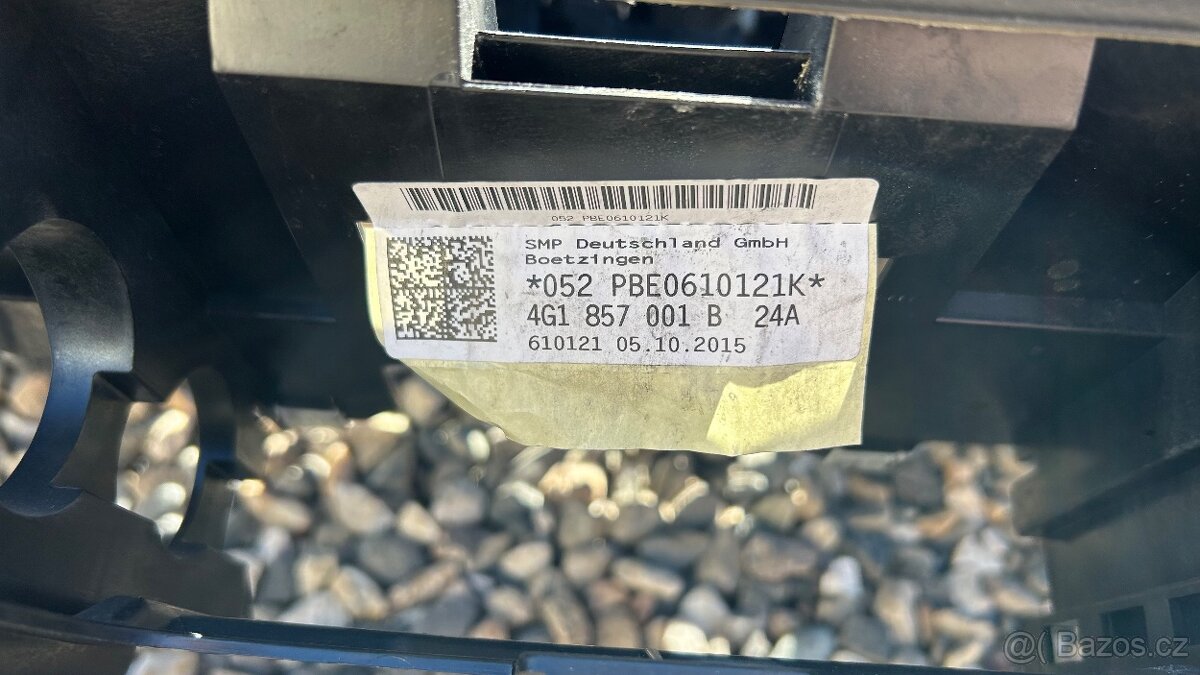 052 PBE0610121K
SMP Deutschland GmbH
Boetzingen
*052 PBE0610121K*
4G1 857 001 B 24A
610121 05.10.2015
Bazos.cz